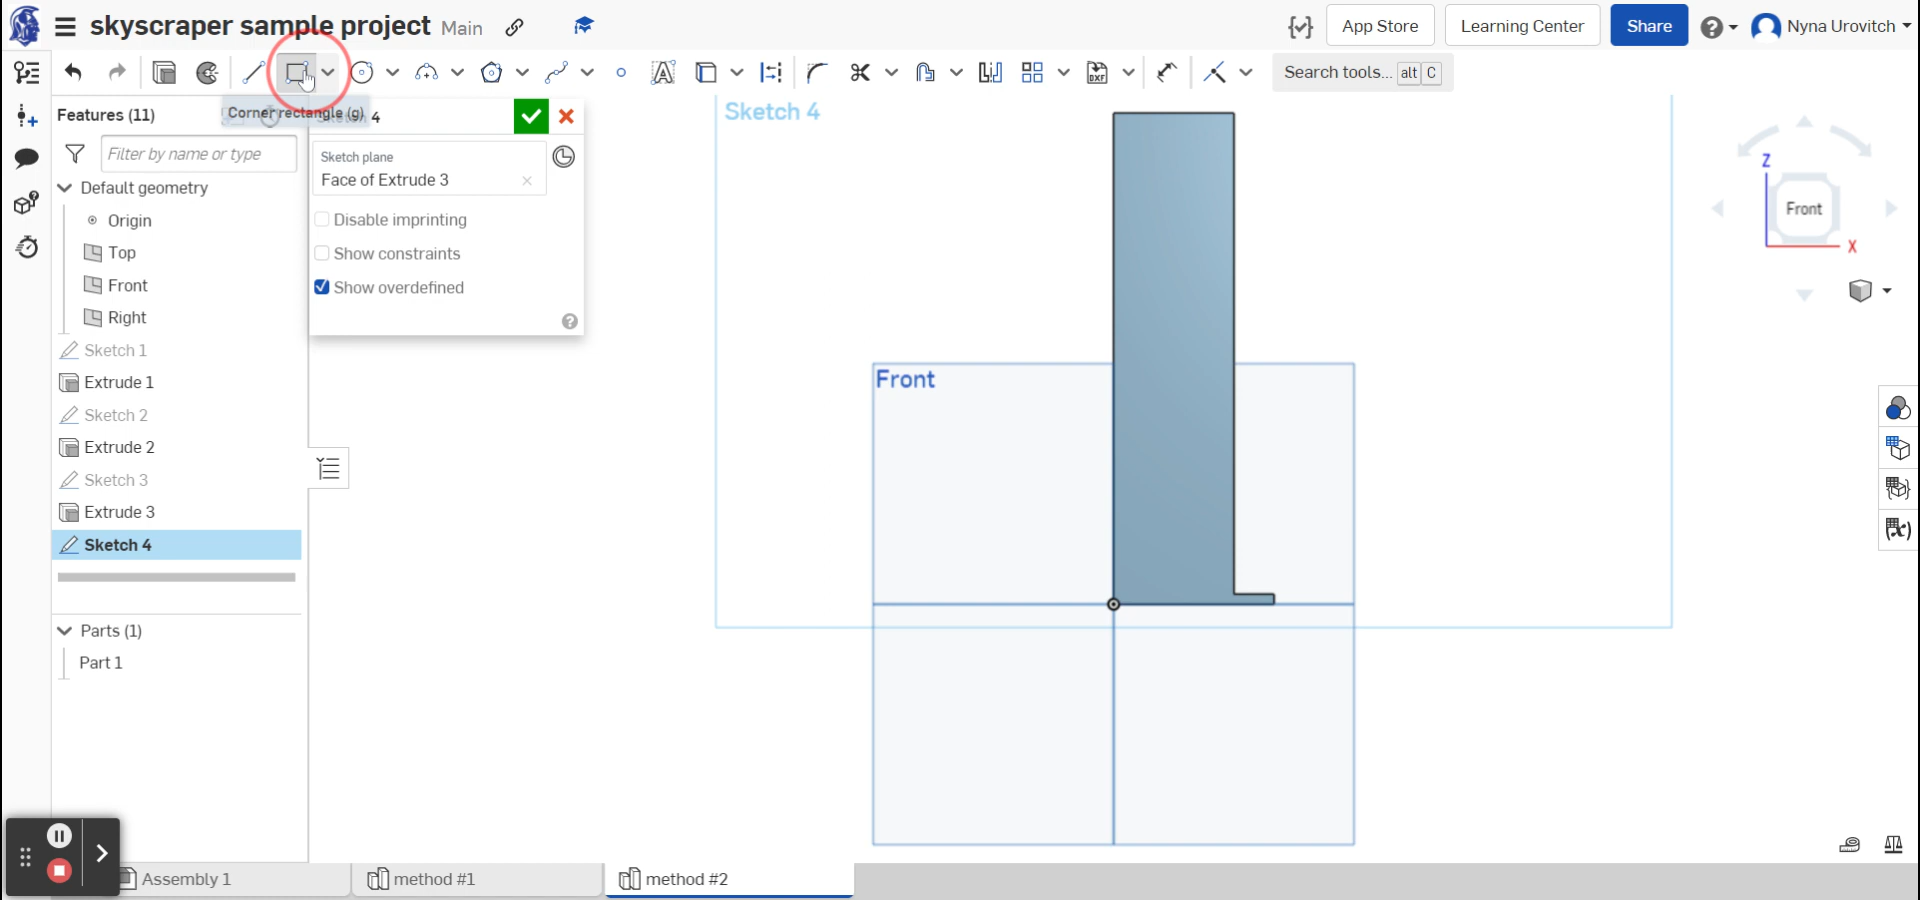 skyscraper sample project Main
App Store
Learning Center
Share
Nyna Urovitch
Search tools... alt C
Features (11)
Corner rectangle (g)
Sketch 4
Filter by name or type
Default geometry
Origin
Top
Front
Right
Sketch 1
Extrude 1
Sketch 2
Extrude 2
Sketch 3
Extrude 3
Sketch 4
Parts (1)
Part 1
Sketch plane
Face of Extrude 3
Disable imprinting
Show constraints
Show overdefined
Sketch 4
Front
Z
Front
X
DXF
Assembly 1
method #1
method #2